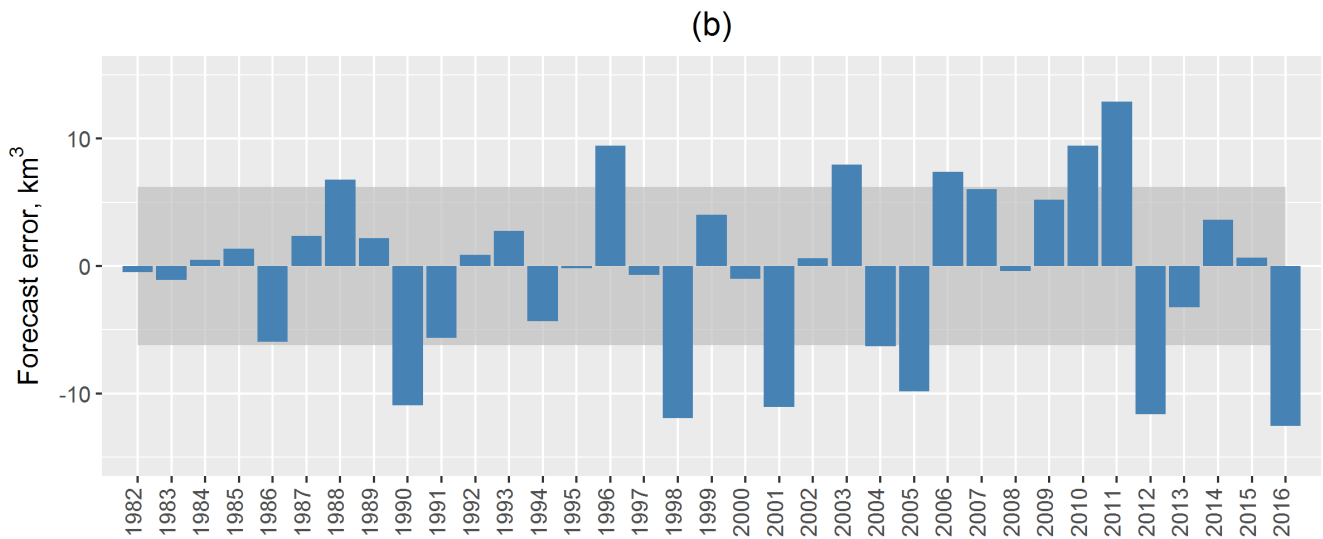 (b)
Forecast error, km³
10
0
-10
1982 1983 1984 1985 1986 1987 1988 1989 1990 1991 1992 1993 1994 1995 1996 1997 1998 1999 2000 2001 2002 2003 2004 2005 2006 2007 2008 2009 2010 2011 2012 2013 2014 2015 2016